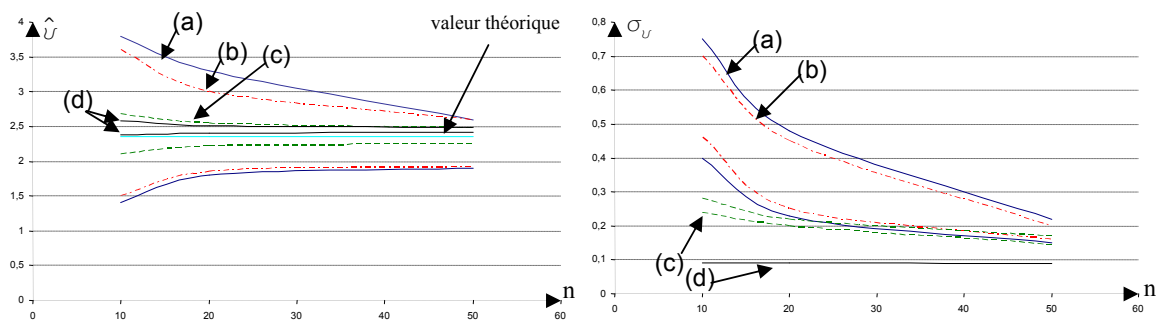 υ̂
(a)
(b)
(c)
(d)
valeur théorique
4
3,5
3
2,5
2
1,5
1
0,5
0
0 10 20 30 40 50 60
n
σ_υ
(a)
(b)
(c)
(d)
0,8
0,7
0,6
0,5
0,4
0,3
0,2
0,1
0
0 10 20 30 40 50 60
n